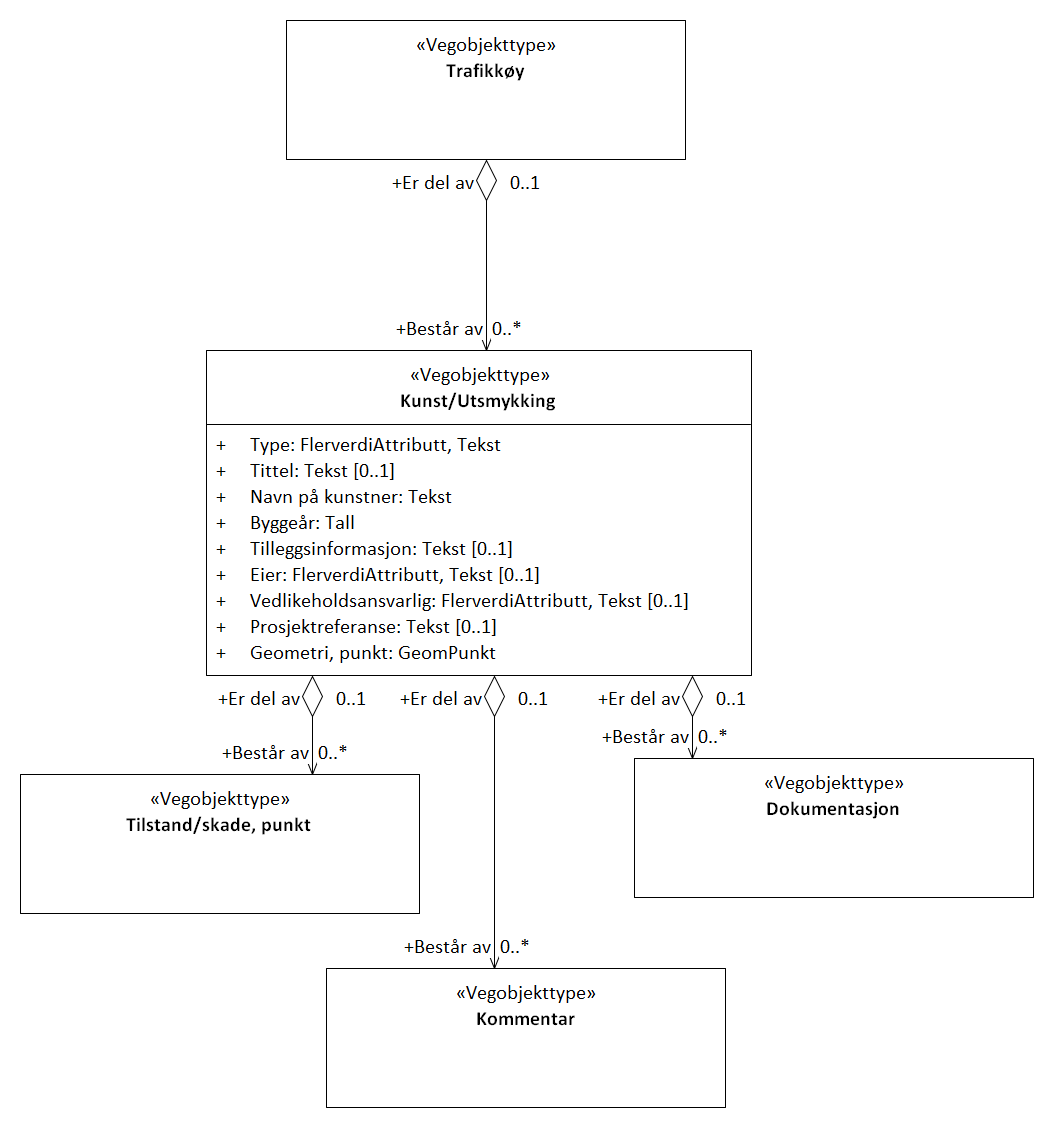 «Vegobjekttype»
Trafikkøy
+Er del av 0..1
+Består av 0..*
«Vegobjekttype»
Kunst/Utsmykking
+ Type: FlerverdiAttributt, Tekst
+ Tittel: Tekst [0..1]
+ Navn på kunstner: Tekst
+ Byggeår: Tall
+ Tilleggsinformasjon: Tekst [0..1]
+ Eier: FlerverdiAttributt, Tekst [0..1]
+ Vedlikeholdsansvarlig: FlerverdiAttributt, Tekst [0..1]
+ Prosjektreferanse: Tekst [0..1]
+ Geometri, punkt: GeomPunkt
+Er del av 0..1 +Er del av 0..1 +Er del av 0..1
+Består av 0..*
+Består av 0..*
«Vegobjekttype»
Dokumentasjon
«Vegobjekttype»
Tilstand/skade, punkt
+Består av 0..*
«Vegobjekttype»
Kommentar